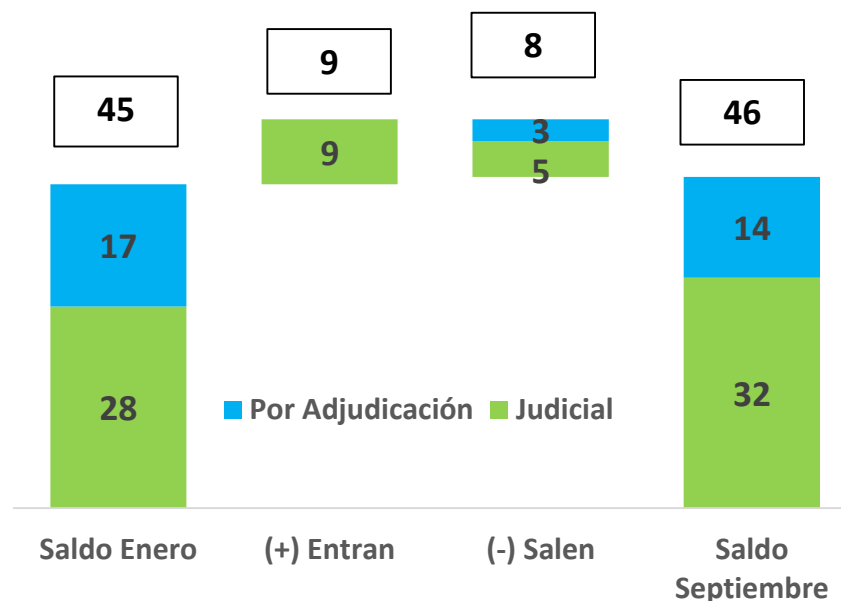 45
9
8
46
17
28
9
3
5
14
32
Por Adjudicación
Judicial
Saldo Enero
(+) Entran
(-) Salen
Saldo
Septiembre